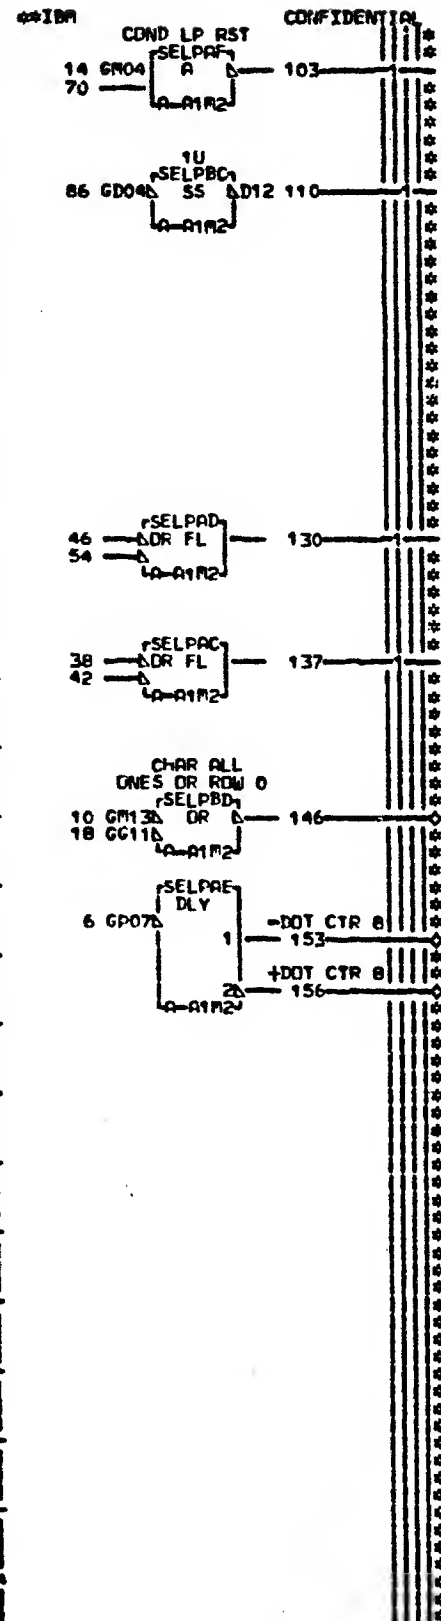 **IBM CONFIDENTIAL
COND LP RST
SELPAF
14 GM04 A 103
70
A-A1M2
1U
SELPBC
86 GD04 SS D12 110
A-A1M2
SELPAD
46 OR FL 130
54
A-A1M2
SELPAC
38 OR FL 137
42
A-A1M2
CHAR ALL
ONES OR ROW 0
SELPBD
10 GM13 OR 146
18 GG11
A-A1M2
SELPAE
DLY
6 GP07
-DOT CTR 8
1 153
+DOT CTR 8
2 156
A-A1M2